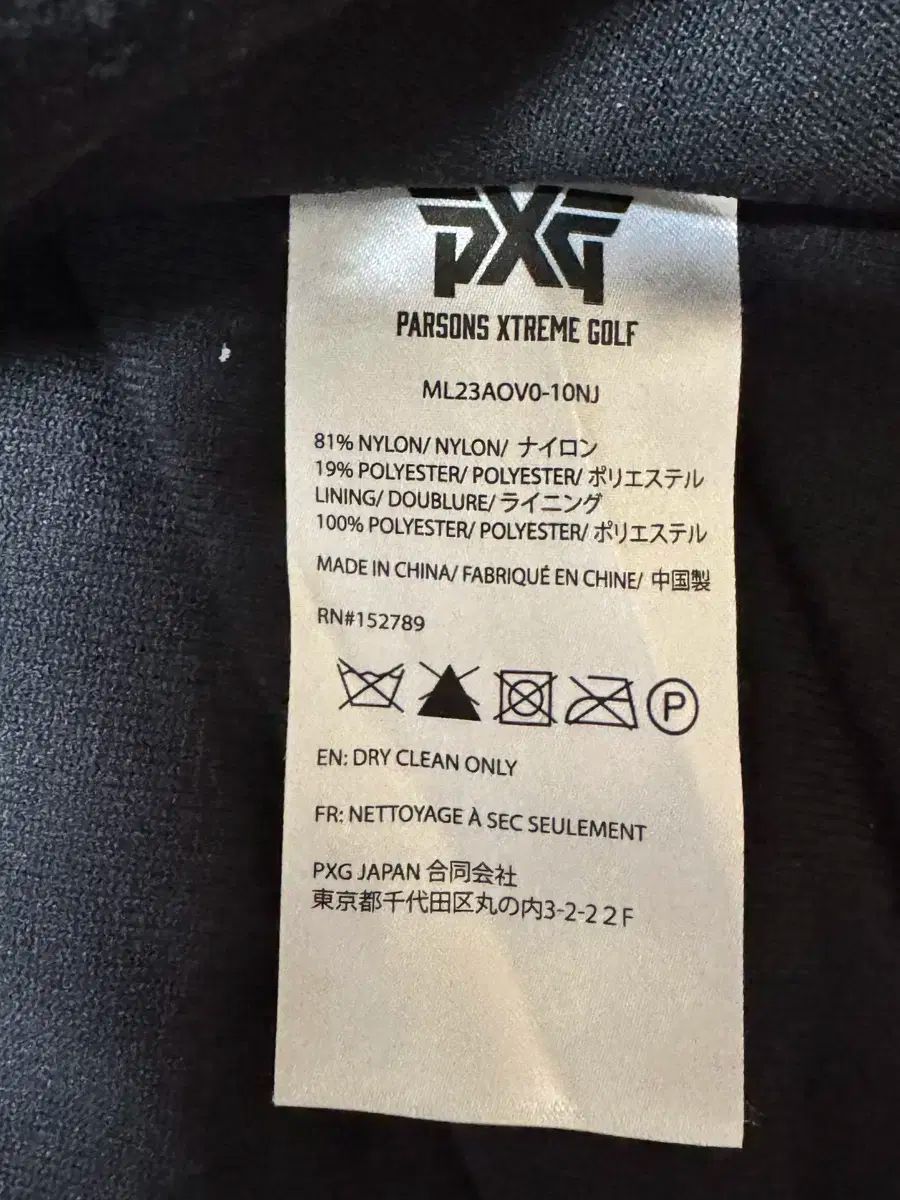 PXG
PARSONS XTREME GOLF
ML23AOV0-10NJ
81% NYLON/ NYLON/ ナイロン
19% POLYESTER/ POLYESTER/ ポリエステル
LINING/ DOUBLURE/ ライニング
100% POLYESTER/ POLYESTER/ ポリエステル
MADE IN CHINA/ FABRIQUÉ EN CHINE/ 中国製
RN#152789
P
EN: DRY CLEAN ONLY
FR: NETTOYAGE À SEC SEULEMENT
PXG JAPAN 合同会社
東京都千代田区丸の内3-2-2 2F